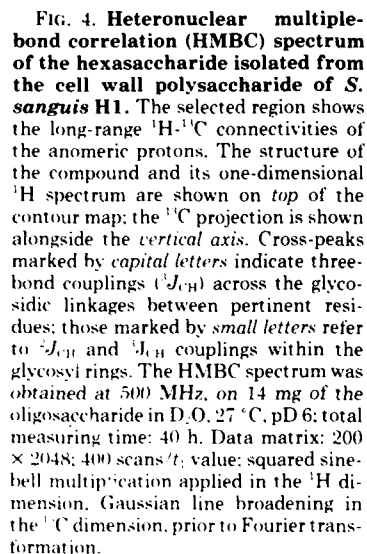 FIG. 4. Heteronuclear multiple-
bond correlation (HMBC) spectrum
of the hexasaccharide isolated from
the cell wall polysaccharide of S.
sanguis H1. The selected region shows
the long-range ¹H-¹³C connectivities of
the anomeric protons. The structure of
the compound and its one-dimensional
¹H spectrum are shown on top of the
contour map; the ¹³C projection is shown
alongside the vertical axis. Cross-peaks
marked by capital letters indicate three-
bond couplings (³J_CH) across the glyco-
sidic linkages between pertinent resi-
dues; those marked by small letters refer
to ²J_CH and ³J_CH couplings within the
glycosyl rings. The HMBC spectrum was
obtained at 500 MHz, on 14 mg of the
oligosaccharide in D₂O, 27 °C, pD 6; total
measuring time: 40 h. Data matrix: 200
× 2048; 400 scans/t₁ value; squared sine-
bell multiplication applied in the ¹H di-
mension, Gaussian line broadening in
the ¹³C dimension, prior to Fourier trans-
formation.